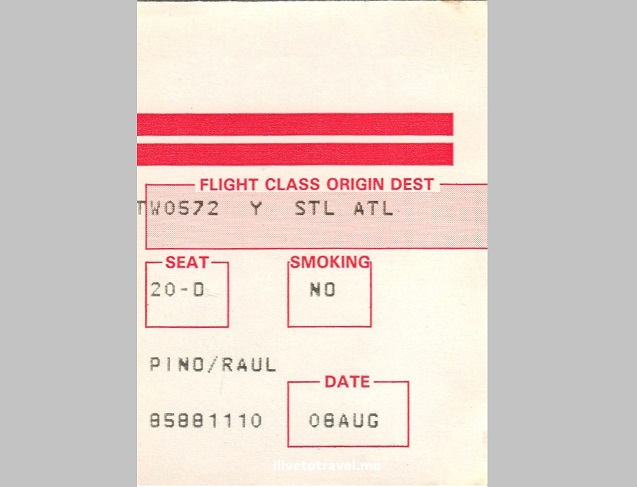 FLIGHT CLASS ORIGIN DEST
TW0572 Y STL ATL
SEAT SMOKING
20-D NO
PINO/RAUL
DATE
85881110 08AUG
ilivetotravel.me